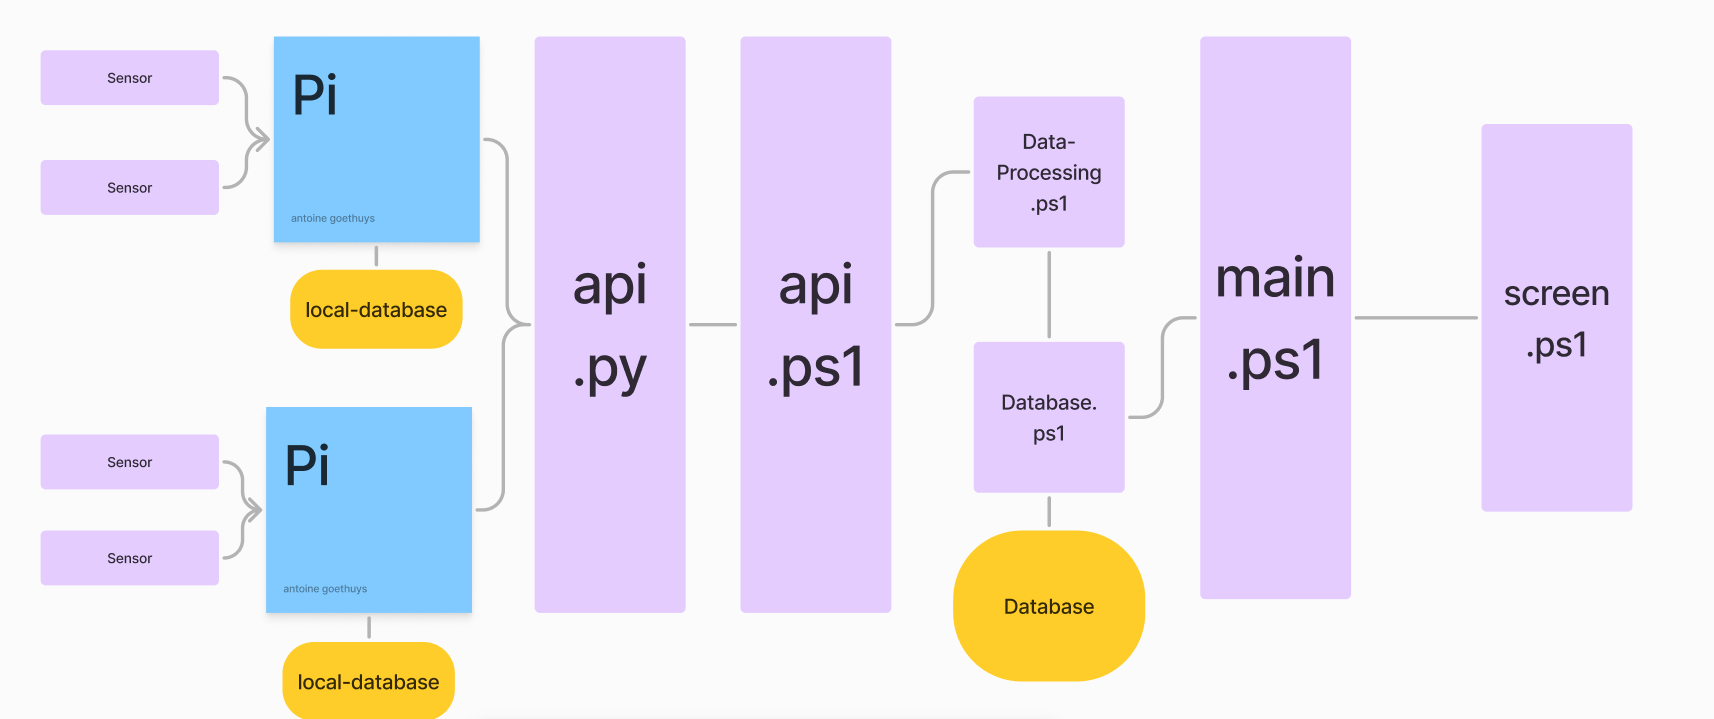 Sensor
Sensor
Pi
antoine goethuys
local-database
Sensor
Sensor
Pi
antoine goethuys
local-database
api
.py
api
.ps1
Data-
Processing
.ps1
Database.
ps1
Database
main
.ps1
screen
.ps1